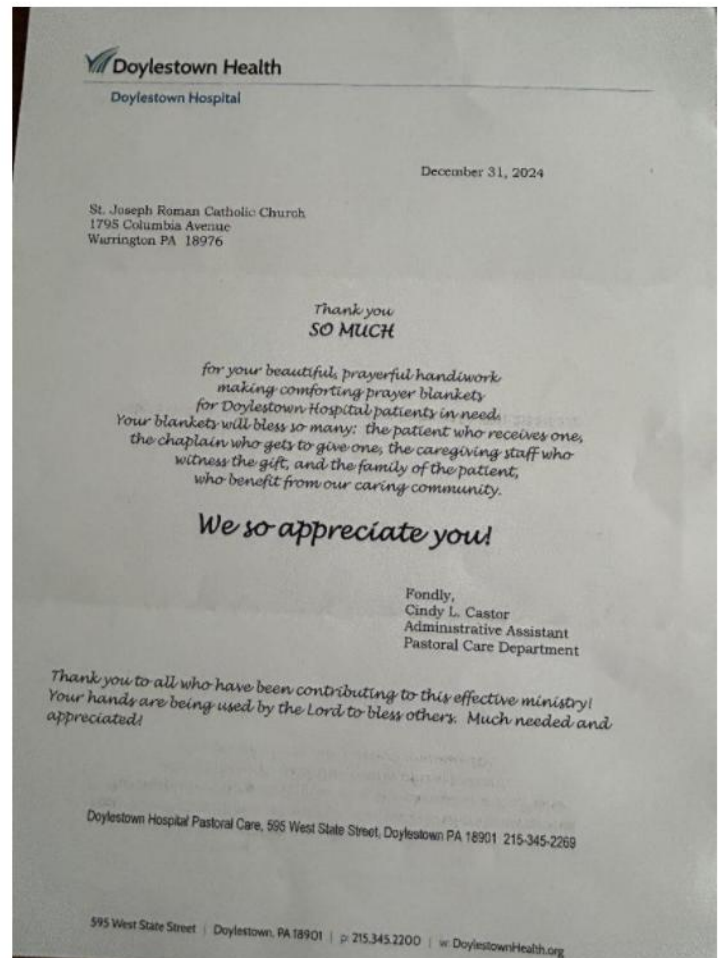 Doylestown Health
Doylestown Hospital
December 31, 2024
St. Joseph Roman Catholic Church
1795 Columbia Avenue
Warrington PA 18976
Thank you
SO MUCH
for your beautiful, prayerful handiwork
making comforting prayer blankets
for Doylestown Hospital patients in need.
Your blankets will bless so many: the patient who receives one,
the chaplain who gets to give one, the caregiving staff who
witness the gift, and the family of the patient,
who benefit from our caring community.
We so appreciate you!
Fondly,
Cindy L. Castor
Administrative Assistant
Pastoral Care Department
Thank you to all who have been contributing to this effective ministry!
Your hands are being used by the Lord to bless others. Much needed and
appreciated!
Doylestown Hospital Pastoral Care, 595 West State Street, Doylestown PA 18901 215-345-2269
595 West State Street | Doylestown, PA 18901 | p: 215.345.2200 | w: DoylestownHealth.org